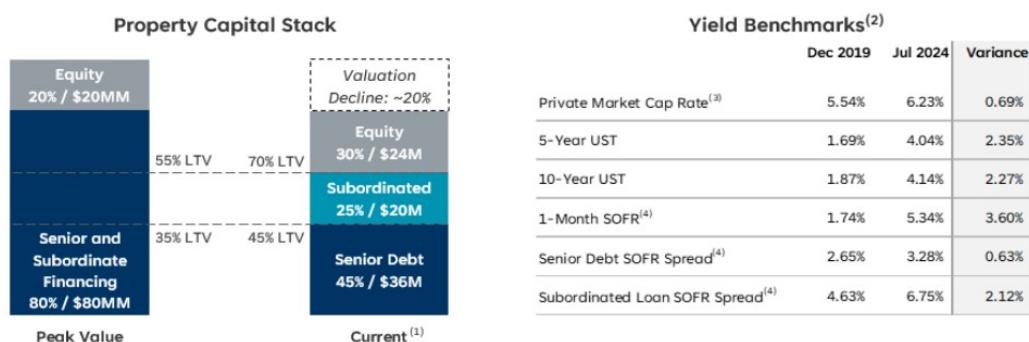 Property Capital Stack
Equity
20% / $20MM
Senior and
Subordinate
Financing
80% / $80MM
Peak Value
55% LTV
35% LTV
70% LTV
45% LTV
Valuation
Decline: ~20%
Equity
30% / $24M
Subordinated
25% / $20M
Senior Debt
45% / $36M
Current (1)
Yield Benchmarks(2)
Dec 2019 Jul 2024 Variance
Private Market Cap Rate(3) 5.54% 6.23% 0.69%
5-Year UST 1.69% 4.04% 2.35%
10-Year UST 1.87% 4.14% 2.27%
1-Month SOFR(4) 1.74% 5.34% 3.60%
Senior Debt SOFR Spread(4) 2.65% 3.28% 0.63%
Subordinated Loan SOFR Spread(4) 4.63% 6.75% 2.12%